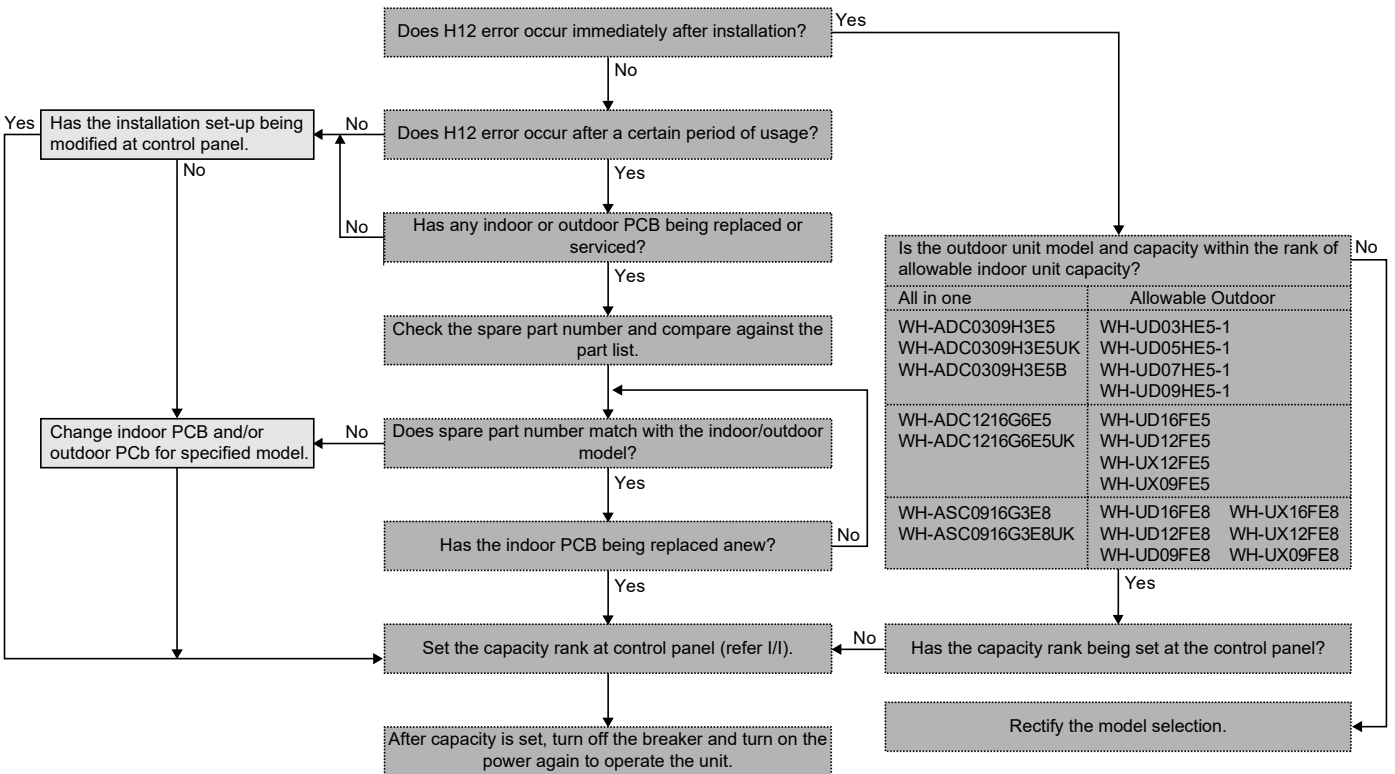 Does H12 error occur immediately after installation?
Yes
No
Yes
Has the installation set-up being
modified at control panel.
No
Does H12 error occur after a certain period of usage?
No
Yes
No
Has any indoor or outdoor PCB being replaced or
serviced?
Yes
Check the spare part number and compare against the
part list.
Change indoor PCB and/or
outdoor PCb for specified model.
No
Does spare part number match with the indoor/outdoor
model?
Yes
Has the indoor PCB being replaced anew?
No
Yes
Set the capacity rank at control panel (refer I/I).
After capacity is set, turn off the breaker and turn on the
power again to operate the unit.
Is the outdoor unit model and capacity within the rank of
allowable indoor unit capacity?
No
All in one
Allowable Outdoor
WH-ADC0309H3E5
WH-ADC0309H3E5UK
WH-ADC0309H3E5B
WH-UD03HE5-1
WH-UD05HE5-1
WH-UD07HE5-1
WH-UD09HE5-1
WH-ADC1216G6E5
WH-ADC1216G6E5UK
WH-UD16FE5
WH-UD12FE5
WH-UX12FE5
WH-UX09FE5
WH-ASC0916G3E8
WH-ASC0916G3E8UK
WH-UD16FE8 WH-UX16FE8
WH-UD12FE8 WH-UX12FE8
WH-UD09FE8 WH-UX09FE8
Yes
No
Has the capacity rank being set at the control panel?
Rectify the model selection.